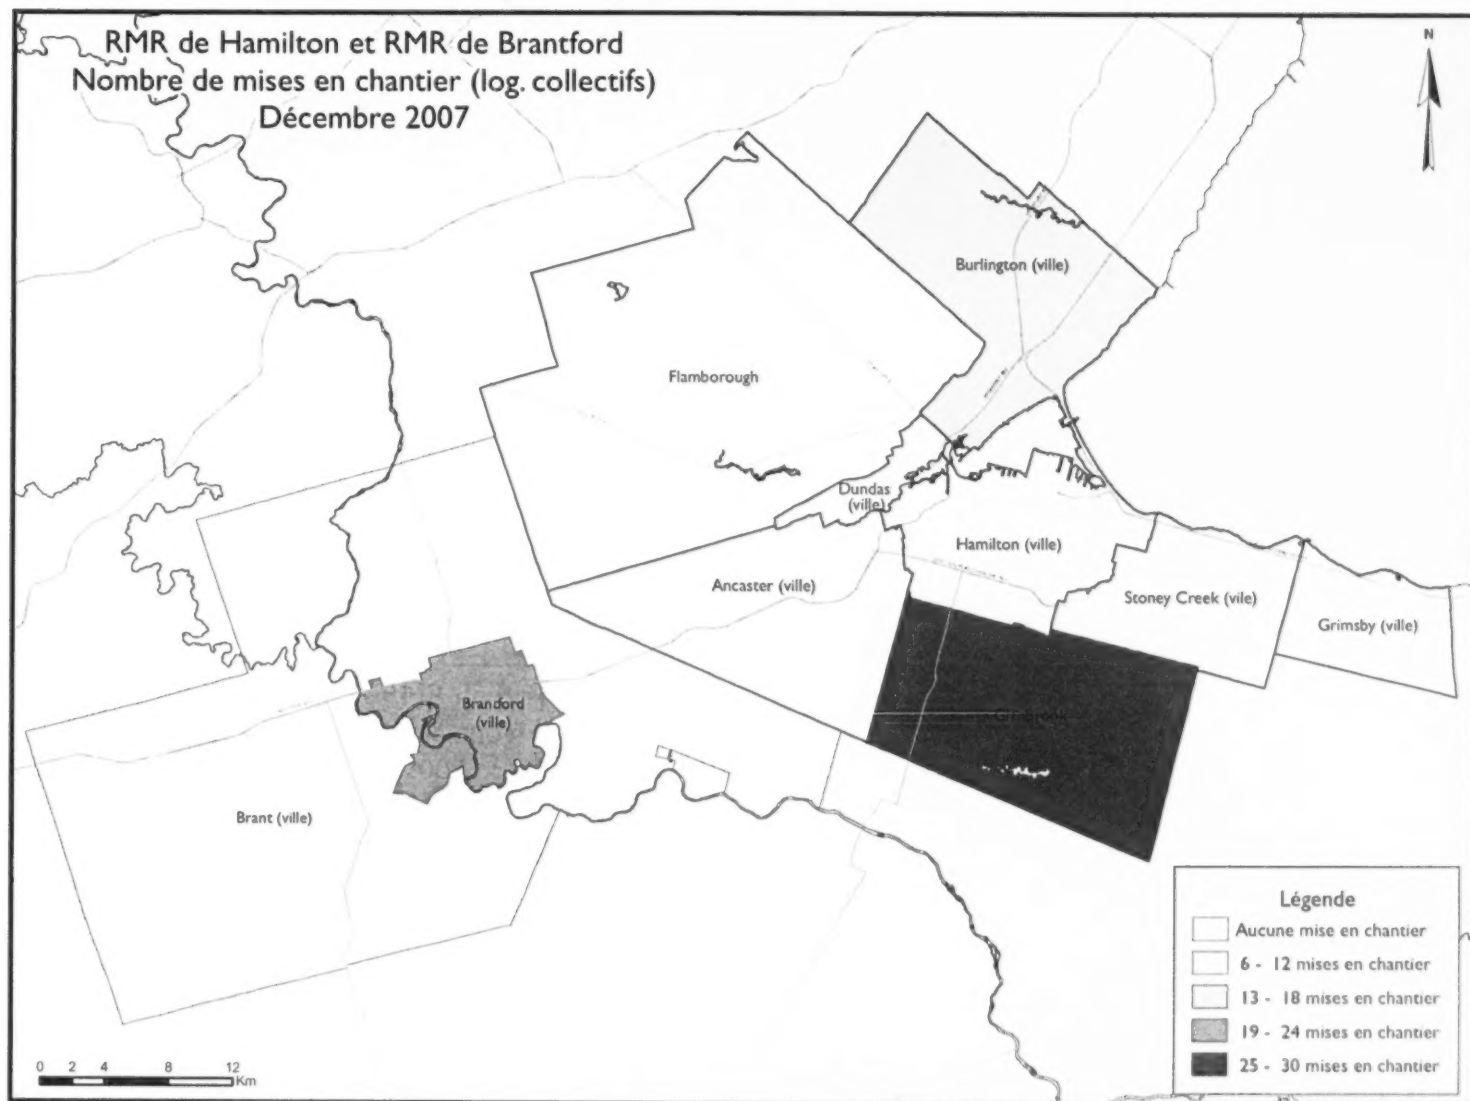 RMR de Hamilton et RMR de Brantford
Nombre de mises en chantier (log. collectifs)
Décembre 2007
N
Burlington (ville)
Flamborough
Dundas
(ville)
Hamilton (ville)
Ancaster (ville)
Stoney Creek (vile)
Grimsby (ville)
Glanbrook
Branford
(ville)
Brant (ville)
Légende
Aucune mise en chantier
6 - 12 mises en chantier
13 - 18 mises en chantier
19 - 24 mises en chantier
25 - 30 mises en chantier
0 2 4 8 12
Km